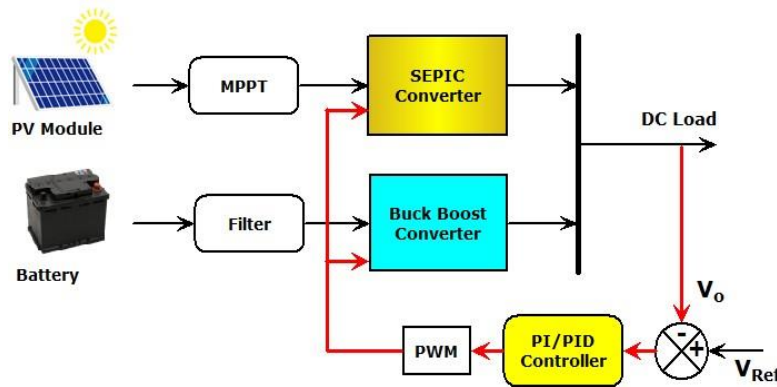 PV Module
MPPT
SEPIC
Converter
DC Load
Battery
Filter
Buck Boost
Converter
Vo
-
+
VRef
PI/PID
Controller
PWM